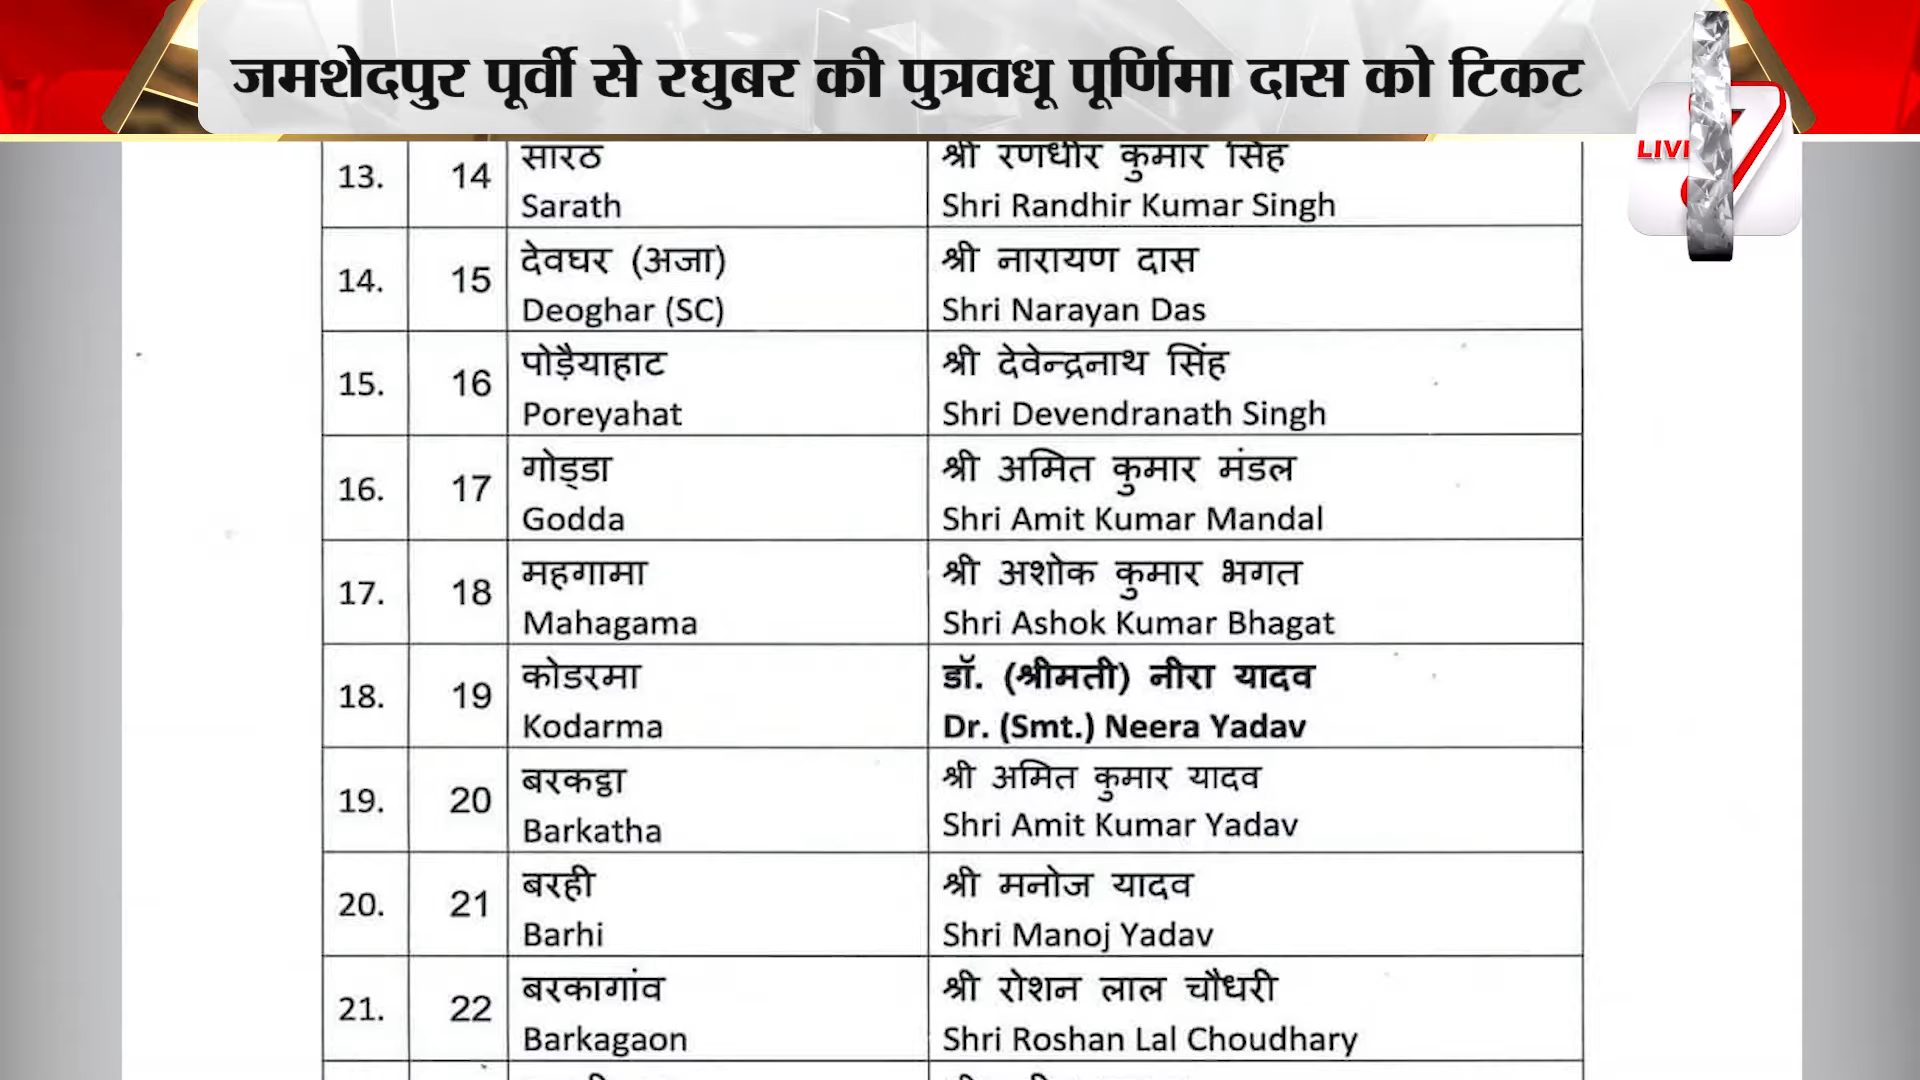 जमशेदपुर पूर्वी से रघुबर की पुत्रवधू पूर्णिमा दास को टिकट
LIVE 7
13. 14 सारठ श्री रणधीर कुमार सिंह
Sarath Shri Randhir Kumar Singh
14. 15 देवघर (अजा) श्री नारायण दास
Deoghar (SC) Shri Narayan Das
15. 16 पोड़ैयाहाट श्री देवेन्द्रनाथ सिंह
Poreyahat Shri Devendranath Singh
16. 17 गोड्डा श्री अमित कुमार मंडल
Godda Shri Amit Kumar Mandal
17. 18 महगामा श्री अशोक कुमार भगत
Mahagama Shri Ashok Kumar Bhagat
18. 19 कोडरमा डॉ. (श्रीमती) नीरा यादव
Kodarma Dr. (Smt.) Neera Yadav
19. 20 बरकट्ठा श्री अमित कुमार यादव
Barkatha Shri Amit Kumar Yadav
20. 21 बरही श्री मनोज यादव
Barhi Shri Manoj Yadav
21. 22 बरकागांव श्री रोशन लाल चौधरी
Barkagaon Shri Roshan Lal Choudhary